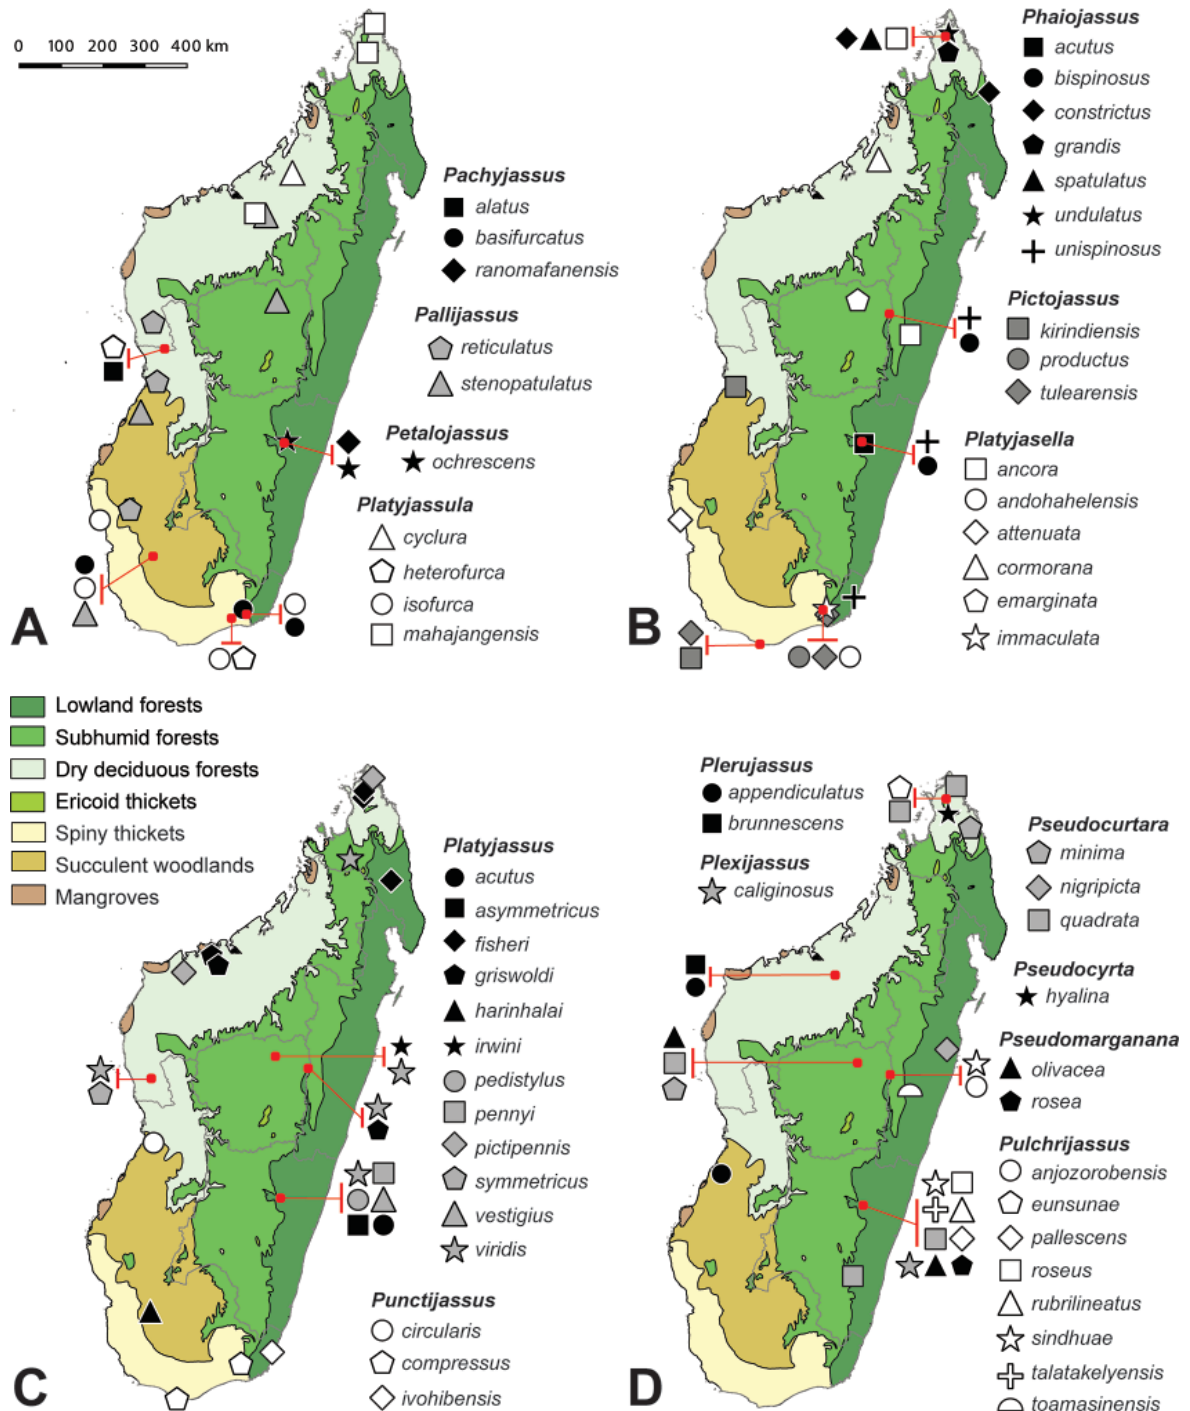 0 100 200 300 400 km
Pachyjassus
alatus
basifurcatus
ranomafanensis
Pallijassus
reticulatus
stenopatulatus
Petalojassus
ochrescens
Platyjassula
cyclura
heterofurca
isofurca
mahajangensis
A
Phaiojassus
acutus
bispinosus
constrictus
grandis
spatulatus
undulatus
unispinosus
Pictojassus
kirindiensis
productus
tulearensis
Platyjasella
ancora
andohahelensis
attenuata
cormorana
emarginata
immaculata
B
Lowland forests
Subhumid forests
Dry deciduous forests
Ericoid thickets
Spiny thickets
Succulent woodlands
Mangroves
Platyjassus
acutus
asymmetricus
fisheri
griswoldi
harinhalai
irwini
pedistylus
pennyi
pictipennis
symmetricus
vestigius
viridis
Punctijassus
circularis
compressus
ivohibensis
C
Plerujassus
appendiculatus
brunnescens
Plexijassus
caliginosus
Pseudocurtara
minima
nigripicta
quadrata
Pseudocyrta
hyalina
Pseudomarganana
olivacea
rosea
Pulchrijassus
anjozorobensis
eunsunae
pallescens
roseus
rubrilineatus
sindhuae
talatakelyensis
toamasinensis
D